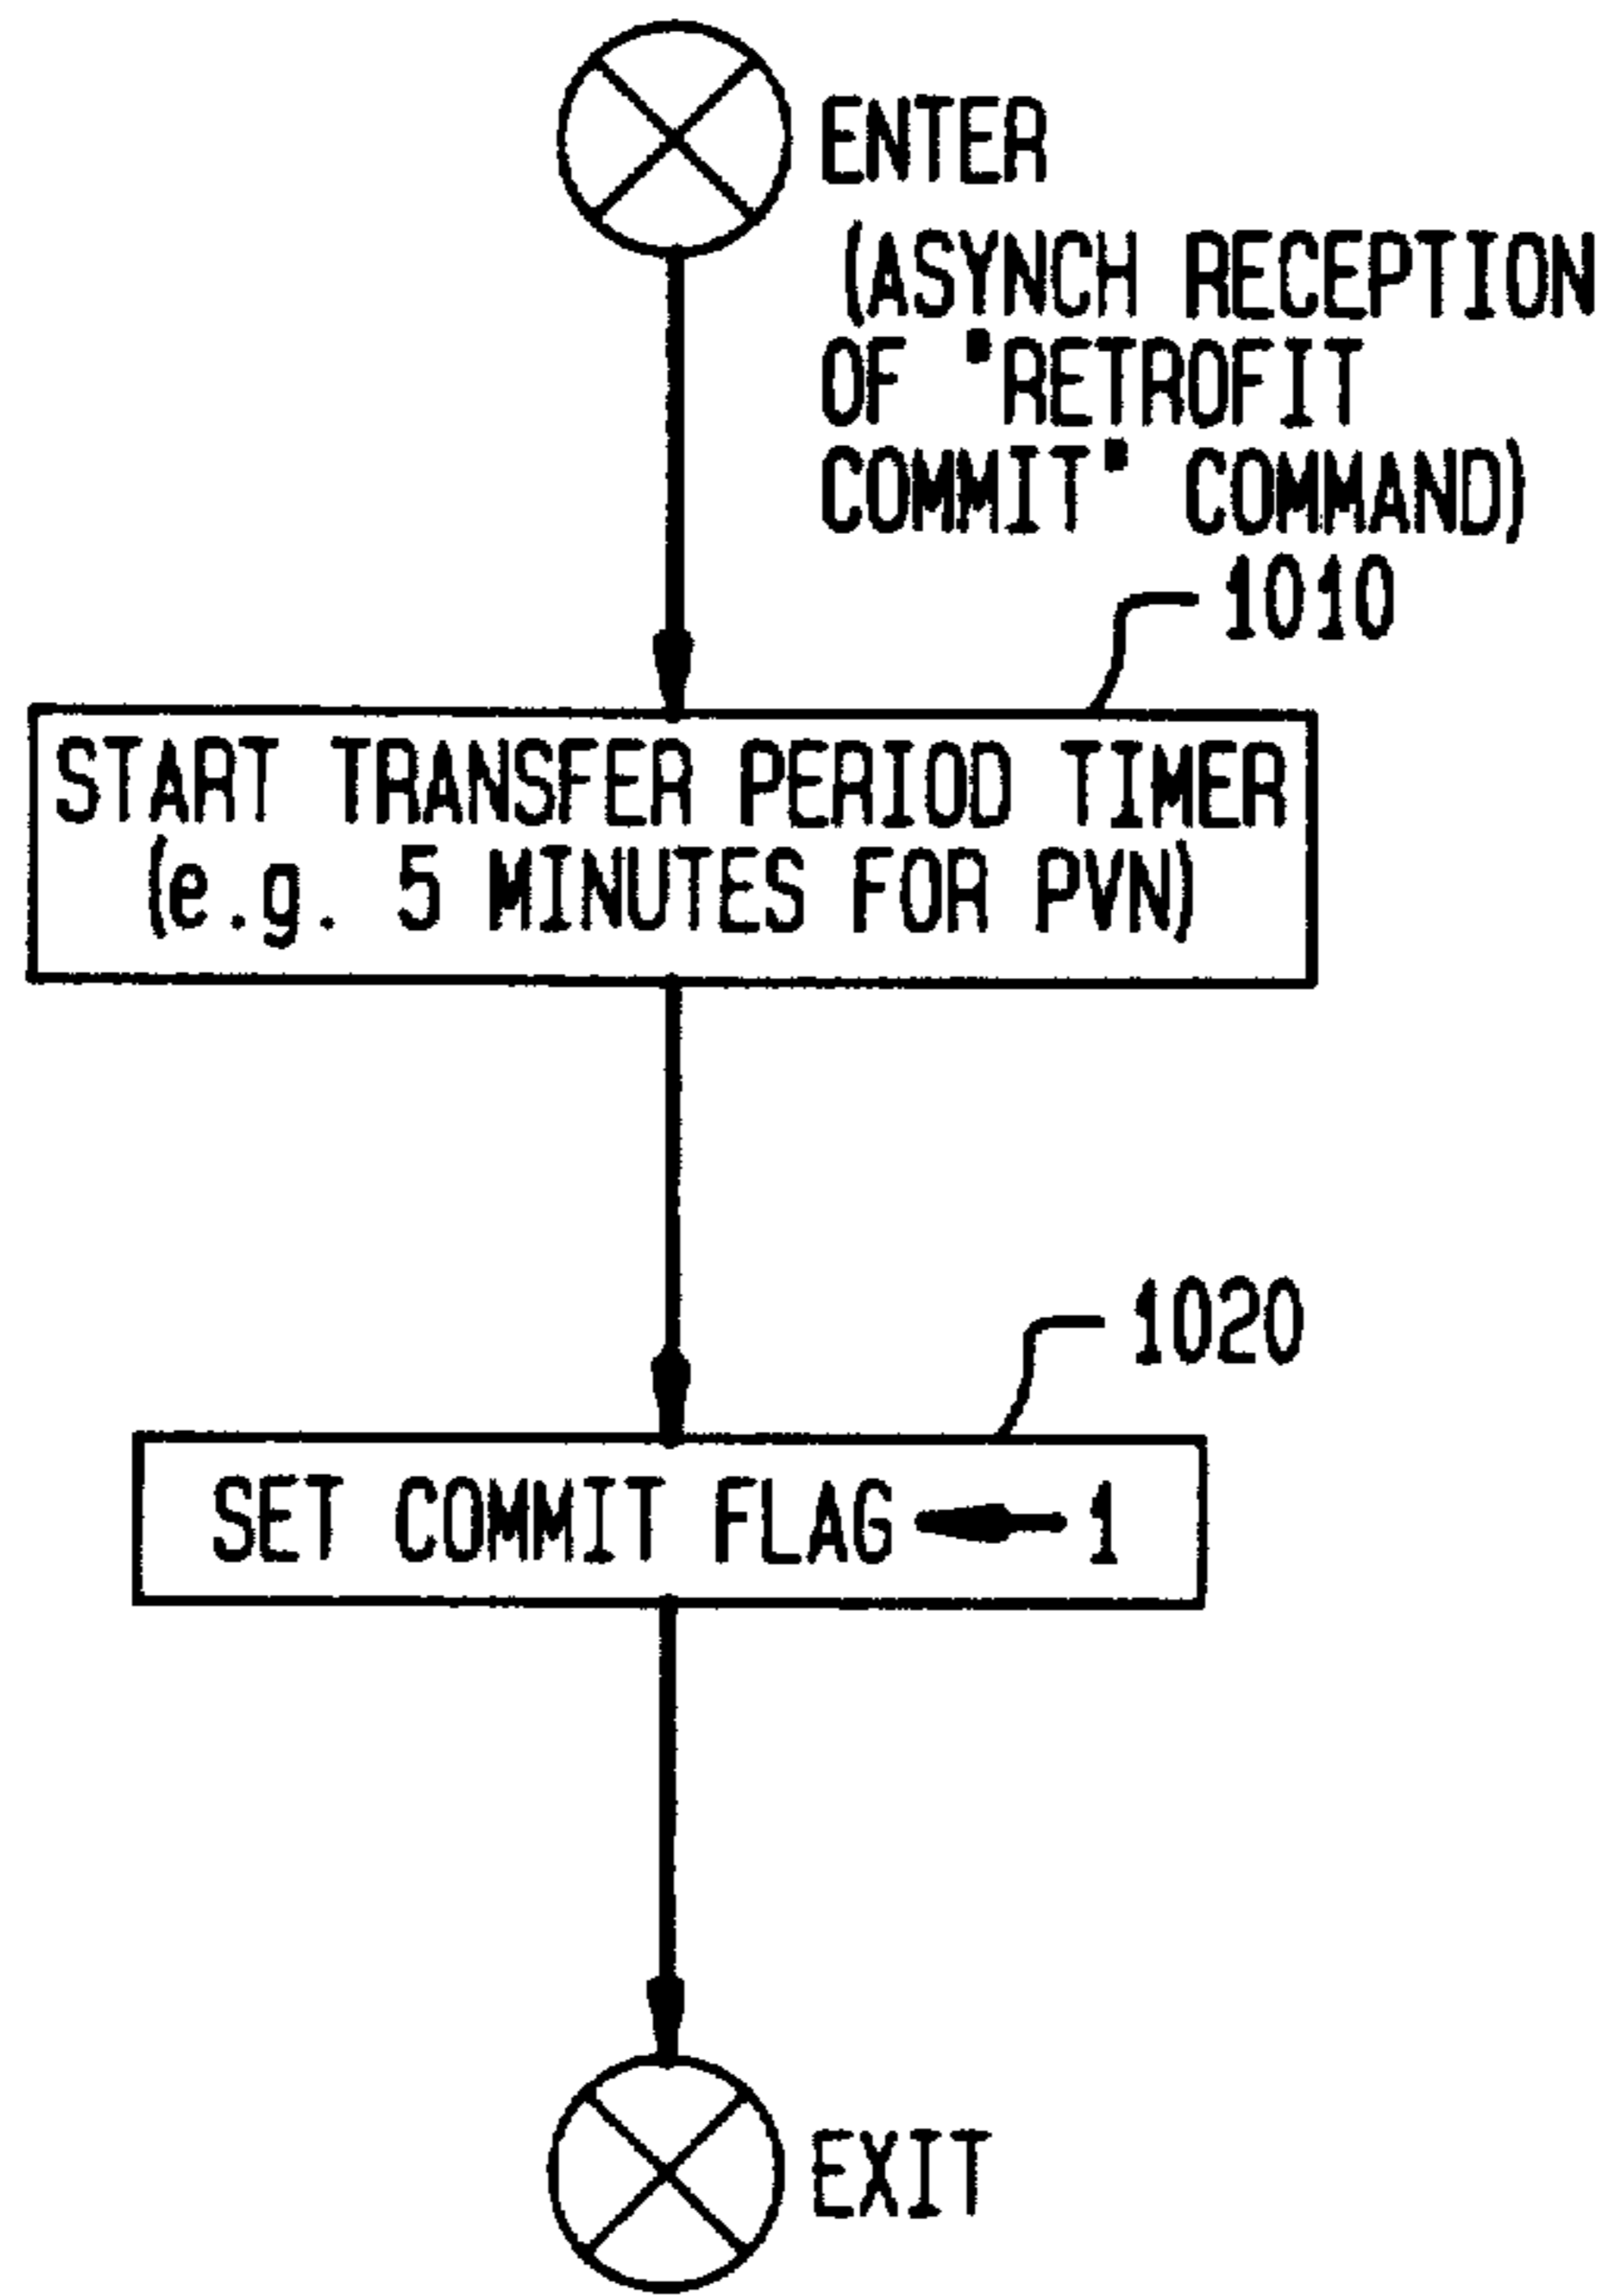 ENTER
(ASYNCH RECEPTION
OF "RETROFIT
COMMIT" COMMAND)
1010
START TRANSFER PERIOD TIMER
(e.g. 5 MINUTES FOR PVN)
1020
SET COMMIT FLAG ← 1
EXIT